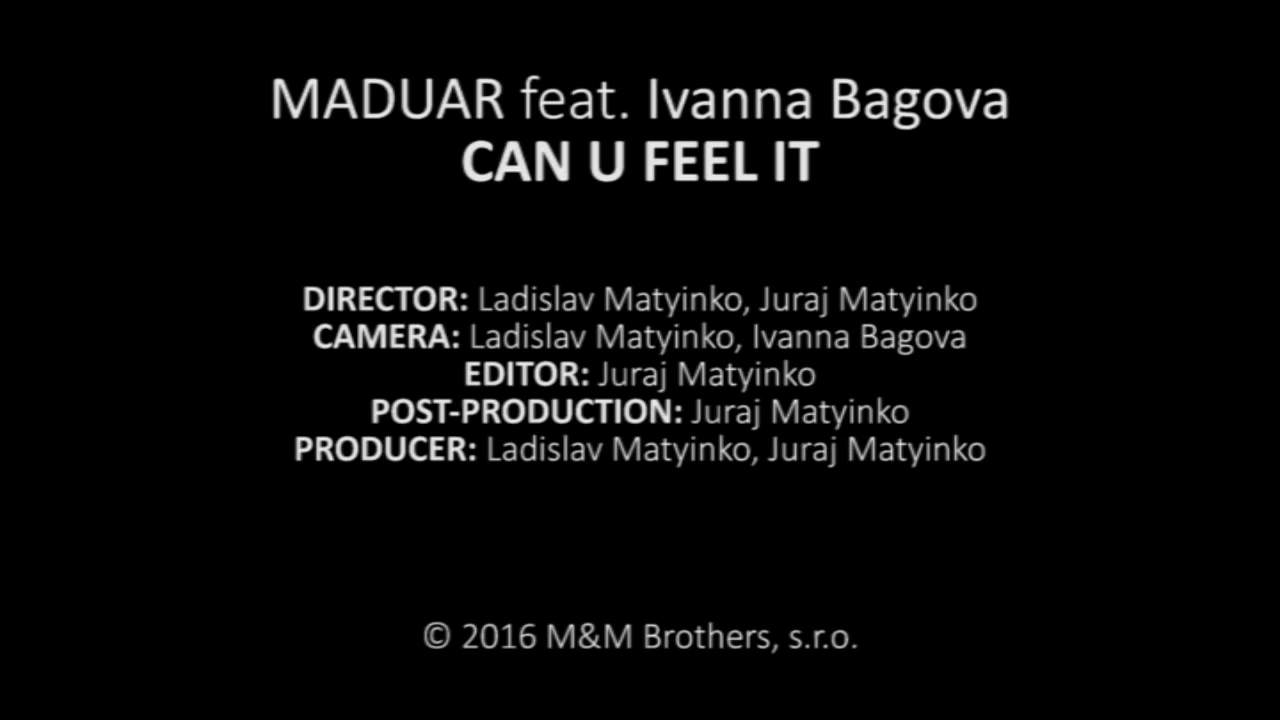 MADUAR feat. Ivanna Bagova
CAN U FEEL IT
DIRECTOR: Ladislav Matyinko, Juraj Matyinko
CAMERA: Ladislav Matyinko, Ivanna Bagova
EDITOR: Juraj Matyinko
POST-PRODUCTION: Juraj Matyinko
PRODUCER: Ladislav Matyinko, Juraj Matyinko
© 2016 M&M Brothers, s.r.o.